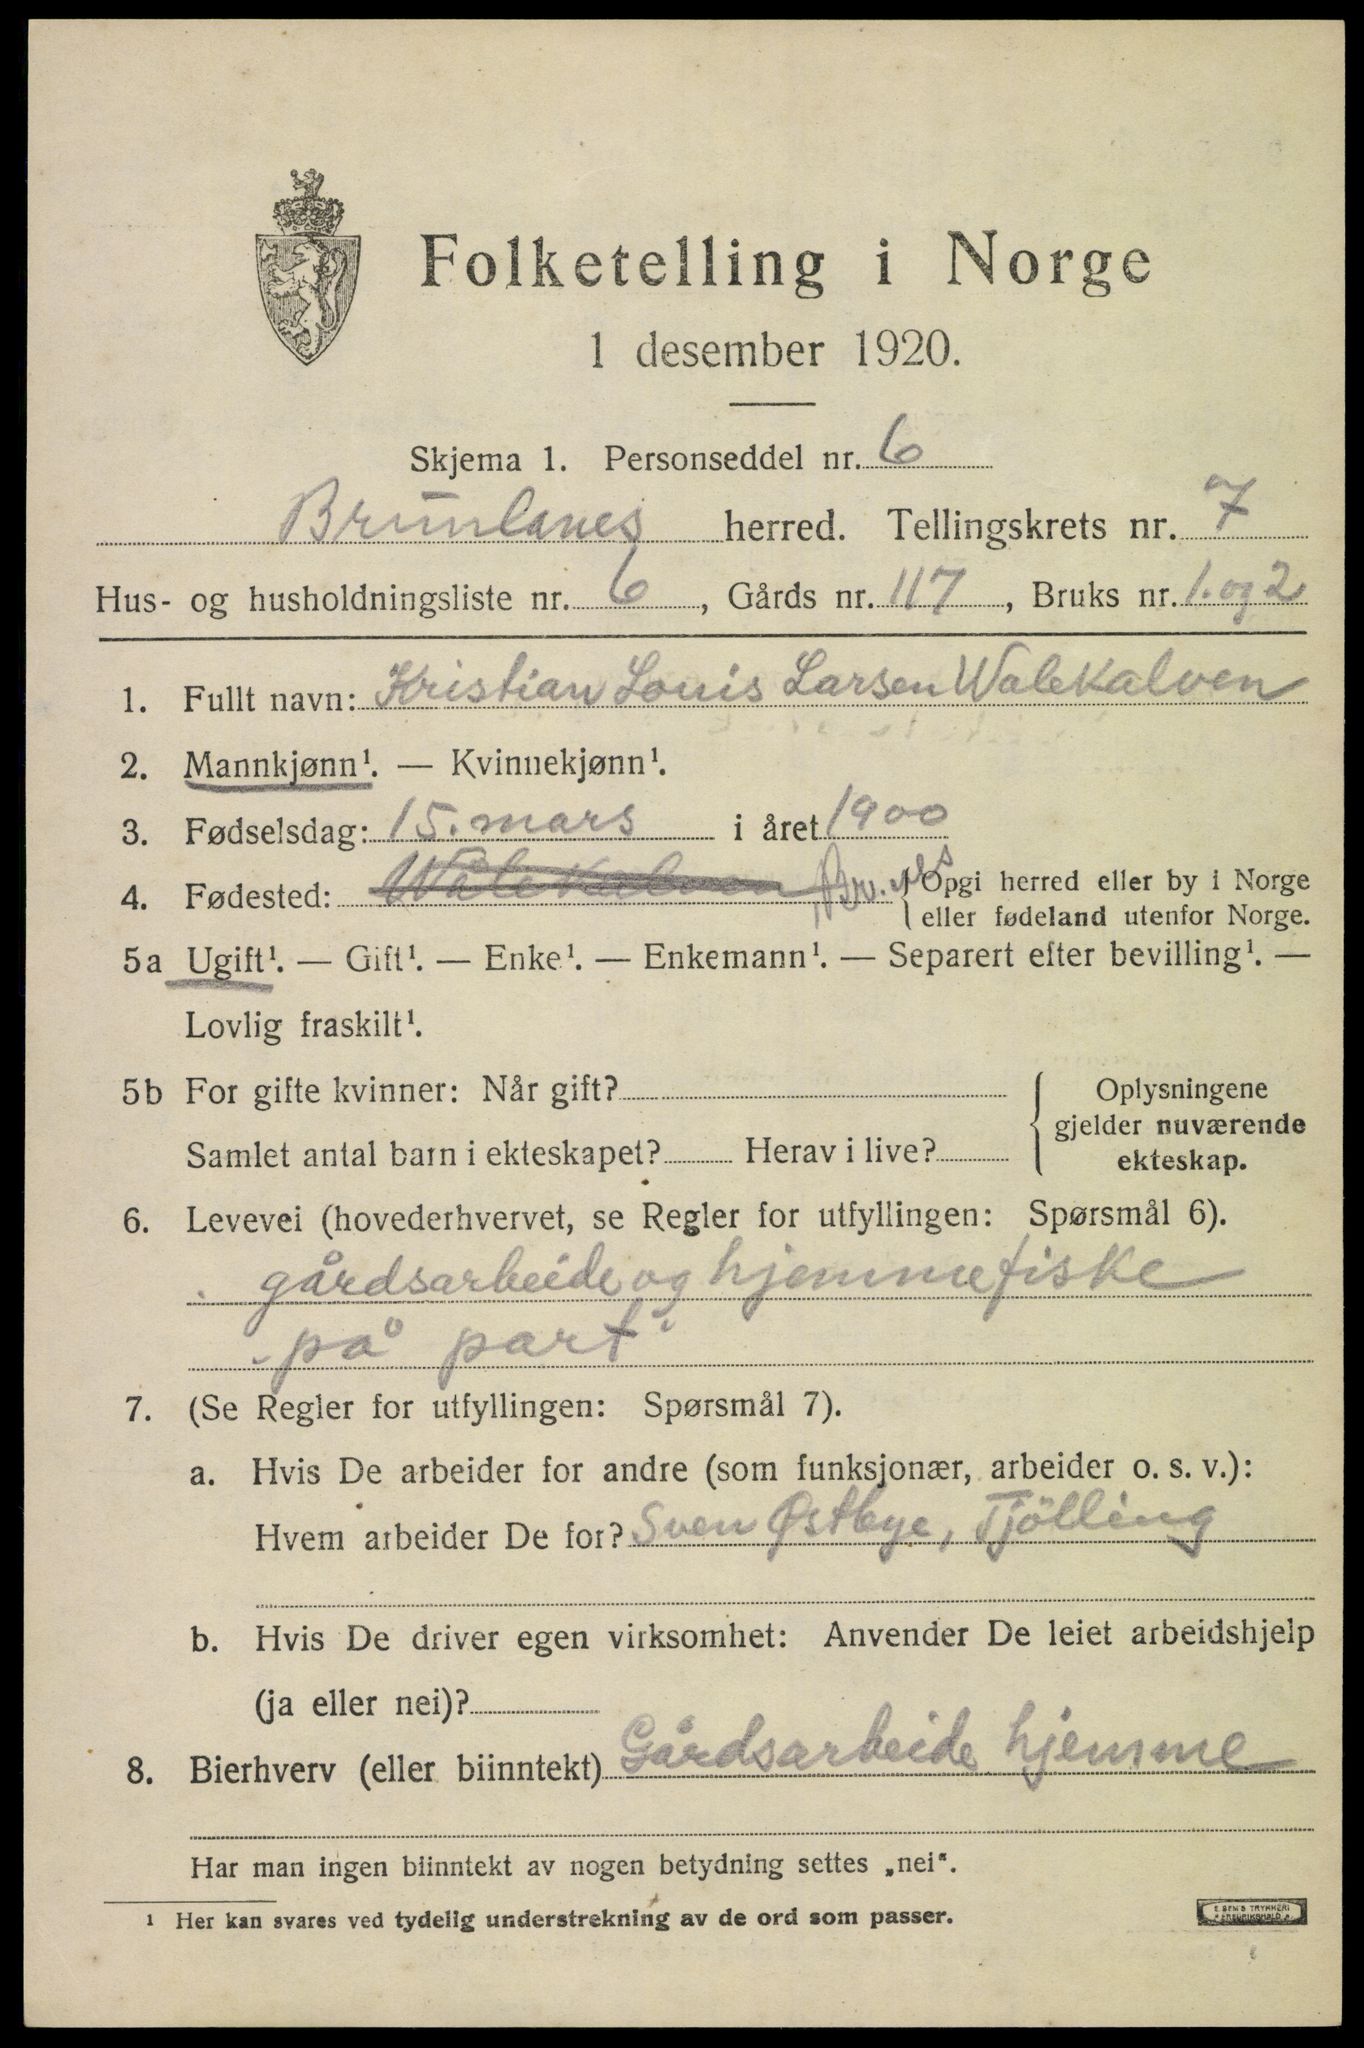 Folketelling i Norge
1 desember 1920.
Skjema 1. Personseddel nr. 6
Brunlanes herred. Tellingskrets nr. 7
Hus- og husholdningsliste nr. 6, Gårds nr. 117, Bruks nr. 1. og 2
1. Fullt navn: Kristian Louis Larsen Walekalven
2. Mannkjønn¹. — Kvinnekjønn¹.
3. Fødselsdag: 15. mars i året 1900
4. Fødested: Wålekalven {Opgi herred eller by i Norge
eller fødeland utenfor Norge.
5a Ugift¹. — Gift¹. — Enke¹. — Enkemann¹. — Separert efter bevilling¹. —
Lovlig fraskilt¹.
5b For gifte kvinner: Når gift? { Oplysningene
gjelder nuværende
Samlet antal barn i ekteskapet? Herav i live? ekteskap.
6. Levevei (hovederhvervet, se Regler for utfyllingen: Spørsmål 6).
gårdsarbeide og hjemmefiske
på part
7. (Se Regler for utfyllingen: Spørsmål 7).
a. Hvis De arbeider for andre (som funksjonær, arbeider o. s. v.):
Hvem arbeider De for? Sven Østbye, Tjölling
b. Hvis De driver egen virksomhet: Anvender De leiet arbeidshjelp
(ja eller nei)?
8. Bierhverv (eller biinntekt) Gårdsarbeide hjemme
Har man ingen biinntekt av nogen betydning settes „nei“.
¹ Her kan svares ved tydelig understrekning av de ord som passer.